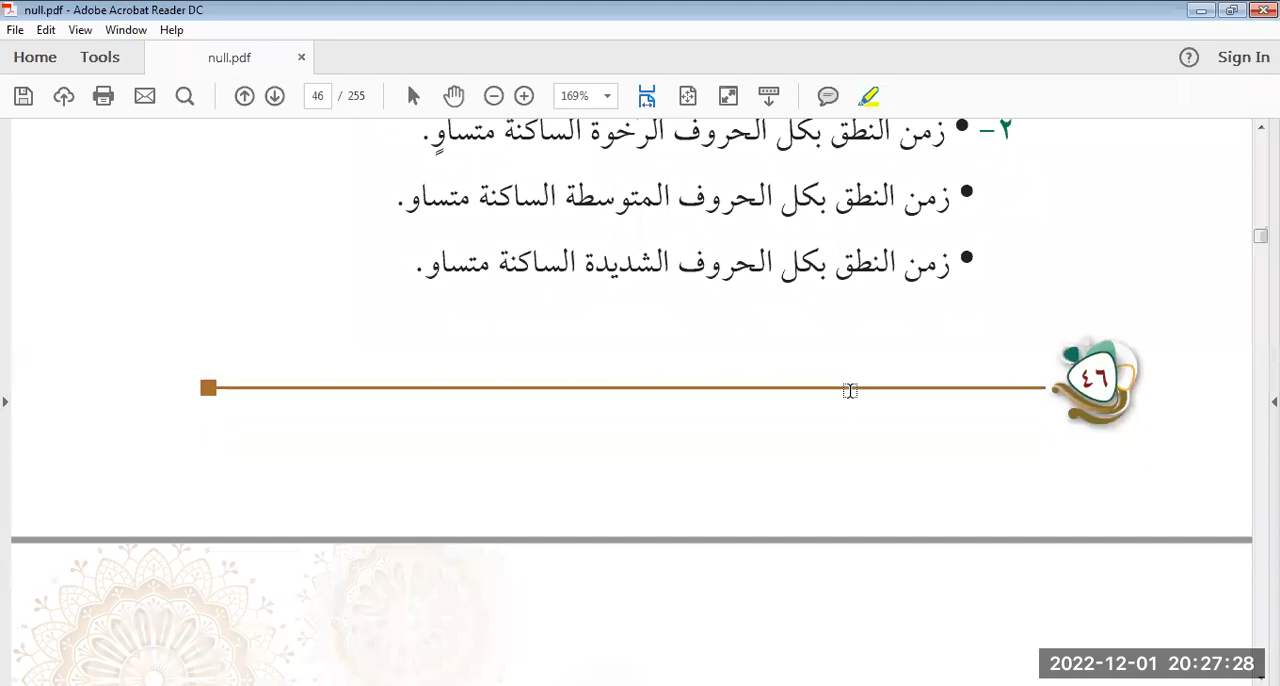 null.pdf - Adobe Acrobat Reader DC
File Edit View Window Help
Home Tools null.pdf × ? Sign In
46 / 255 169%
٢- • زمن النطق بكل الحروف الرخوة الساكنة متساوٍ.
• زمن النطق بكل الحروف المتوسطة الساكنة متساو.
• زمن النطق بكل الحروف الشديدة الساكنة متساو.
٤٦
2022-12-01 20:27:28